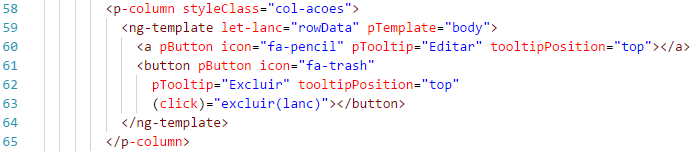 58 <p-column styleClass="col-acoes">
59 <ng-template let-lanc="rowData" pTemplate="body">
60 <a pButton icon="fa-pencil" pTooltip="Editar" tooltipPosition="top"></a>
61 <button pButton icon="fa-trash"
62 pTooltip="Excluir" tooltipPosition="top"
63 (click)="excluir(lanc)"></button>
64 </ng-template>
65 </p-column>